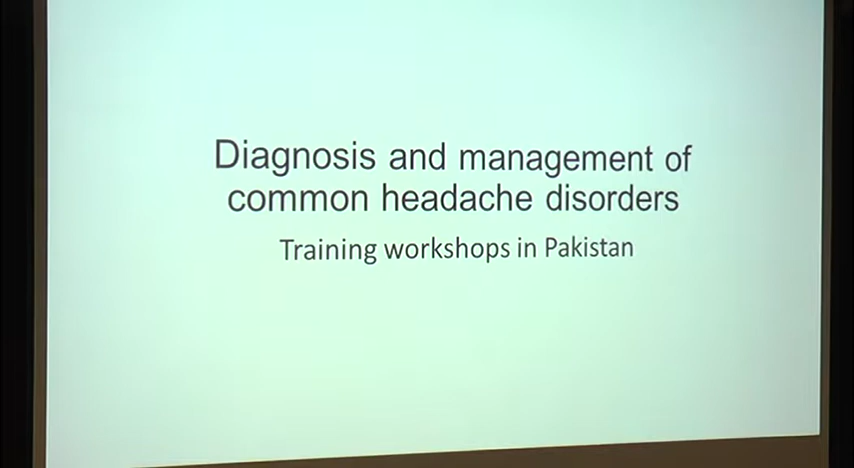 Diagnosis and management of
common headache disorders
Training workshops in Pakistan